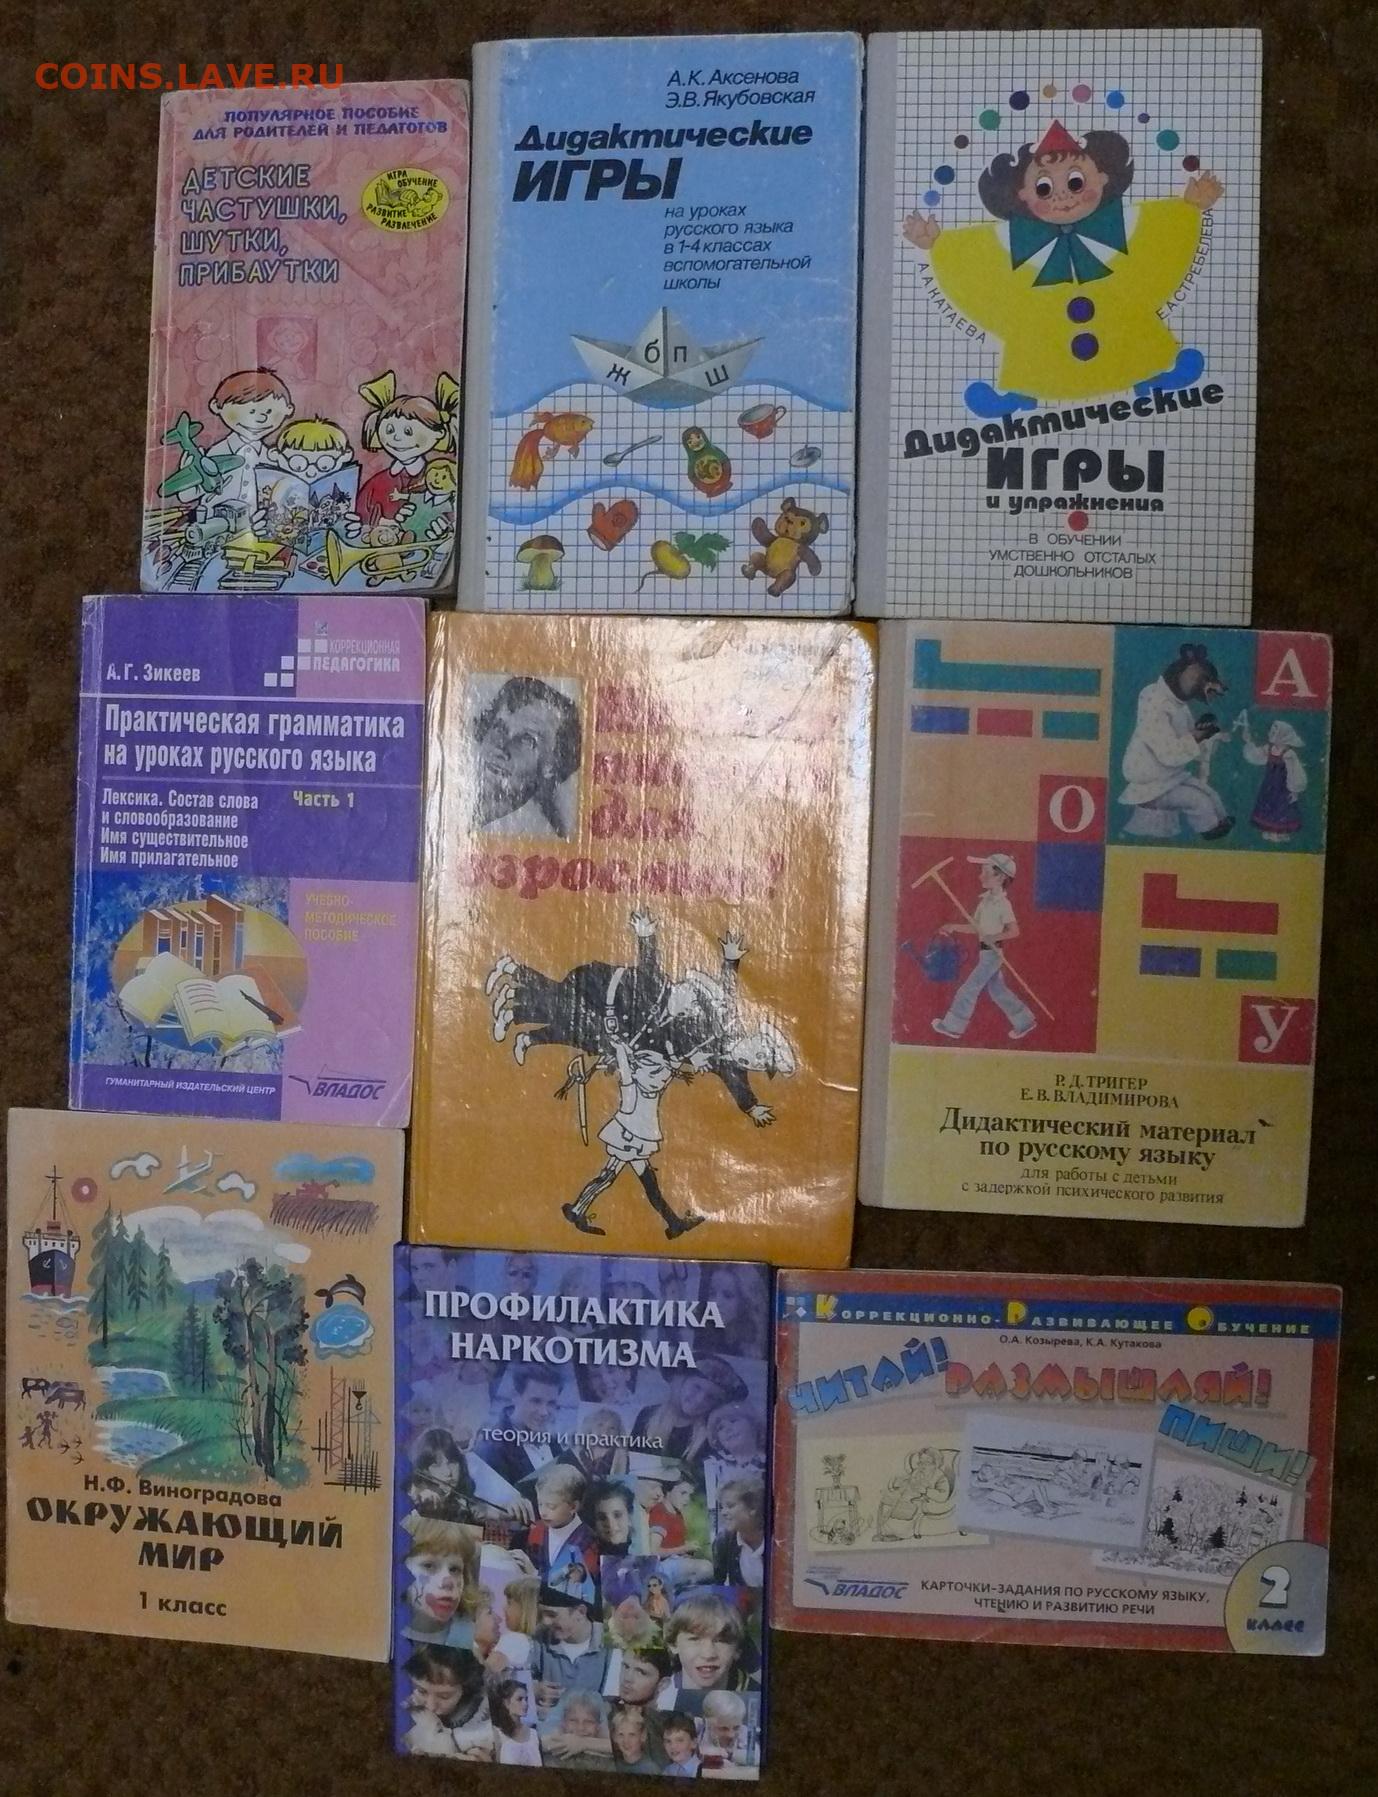 COINS.LAVE.RU
ПОПУЛЯРНОЕ ПОСОБИЕ
ДЛЯ РОДИТЕЛЕЙ И ПЕДАГОГОВ
ДЕТСКИЕ
ЧАСТУШКИ,
ШУТКИ,
ПРИБАУТКИ
ИГРА
ОБУЧЕНИЕ
РАЗВИТИЕ
РАЗВЛЕЧЕНИЕ
А.К. Аксенова
Э.В. Якубовская
Дидактические
ИГРЫ
на уроках
русского языка
в 1-4 классах
вспомогательной
школы
Ж б п Ш
А.А.КАТАЕВА
Е.А.СТРЕБЕЛЕВА
Дидактические
ИГРЫ
и упражнения
В ОБУЧЕНИИ
УМСТВЕННО ОТСТАЛЫХ
ДОШКОЛЬНИКОВ
КОРРЕКЦИОННАЯ
ПЕДАГОГИКА
А.Г. Зикеев
Практическая грамматика
на уроках русского языка
Часть 1
Лексика. Состав слова
и словообразование
Имя существительное
Имя прилагательное
УЧЕБНО-
МЕТОДИЧЕСКОЕ
ПОСОБИЕ
ГУМАНИТАРНЫЙ ИЗДАТЕЛЬСКИЙ ЦЕНТР
ВЛАДОС
для
взрослых!
А
О
У
Р. Д. ТРИГЕР
Е. В. ВЛАДИМИРОВА
Дидактический материал
по русскому языку
для работы с детьми
с задержкой психического развития
Н.Ф. Виноградова
ОКРУЖАЮЩИЙ
МИР
1 класс
ПРОФИЛАКТИКА
НАРКОТИЗМА
теория и практика
КОРРЕКЦИОННО-РАЗВИВАЮЩЕЕ ОБУЧЕНИЕ
О.А. Козырева, К.А. Кутакова
ЧИТАЙ!
РАЗМЫШЛЯЙ!
ПИШИ!
ВЛАДОС
КАРТОЧКИ-ЗАДАНИЯ ПО РУССКОМУ ЯЗЫКУ,
ЧТЕНИЮ И РАЗВИТИЮ РЕЧИ
2
КЛАСС